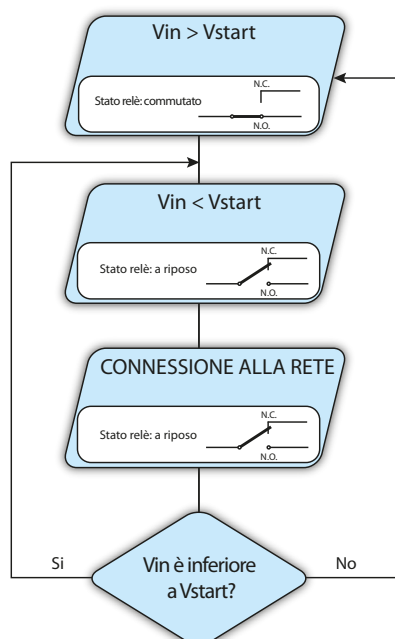 Vin > Vstart
N.C.
Stato relè: commutato
N.O.
Vin < Vstart
N.C.
Stato relè: a riposo
N.O.
CONNESSIONE ALLA RETE
N.C.
Stato relè: a riposo
N.O.
Si
Vin è inferiore
a Vstart?
No